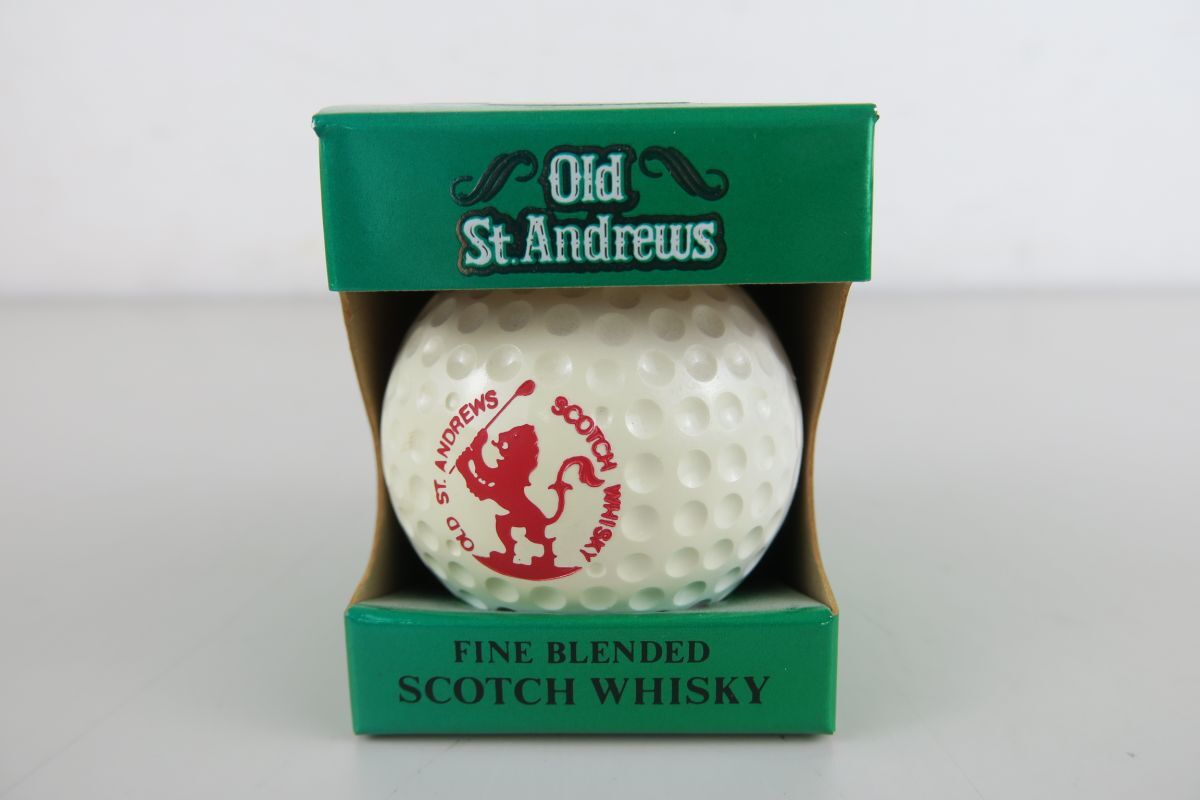 Old
St. Andrews
OLD ST. ANDREWS
SCOTCH WHISKY
FINE BLENDED
SCOTCH WHISKY